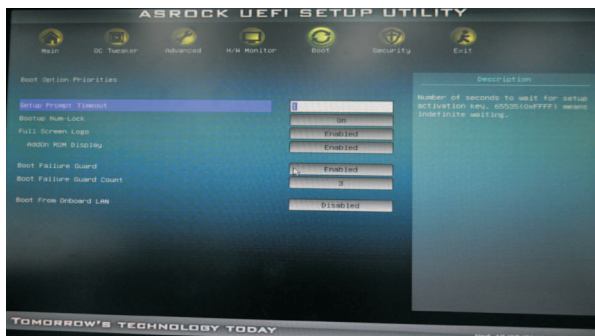 ASROCK UEFI SETUP UTILITY
Main OC Tweaker Advanced H/W Monitor Boot Security Exit
Boot Option Priorities
Description
Setup Prompt Timeout
Number of seconds to wait for setup
activation key. 65535(0xFFFF) means
indefinite waiting.
Bootup Num-Lock On
Full Screen Logo Enabled
AddOn ROM Display Enabled
Boot Failure Guard Enabled
Boot Failure Guard Count 3
Boot From Onboard LAN Disabled
TOMORROW'S TECHNOLOGY TODAY